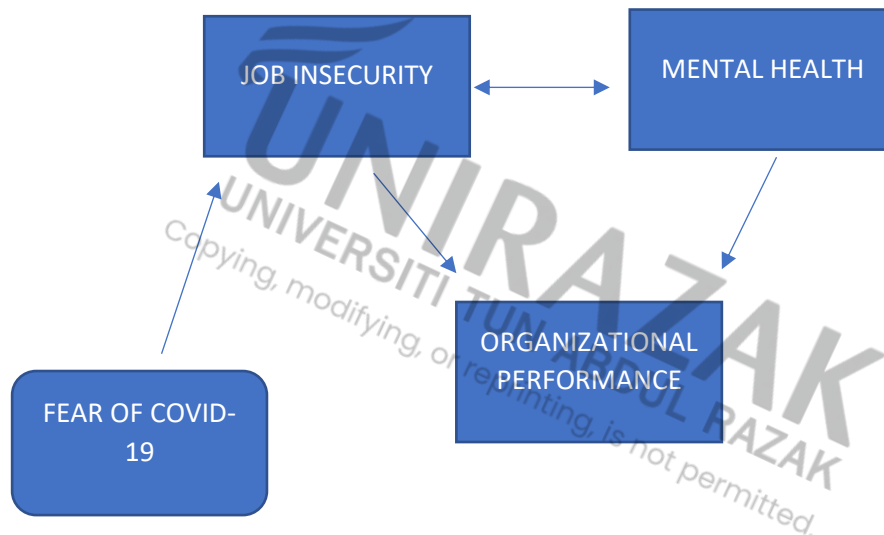 JOB INSECURITY
MENTAL HEALTH
ORGANIZATIONAL
PERFORMANCE
FEAR OF COVID-
19
UNIRAZAK
UNIVERSITI TUN ABDUL RAZAK
Copying, modifying, or reprinting, is not permitted.